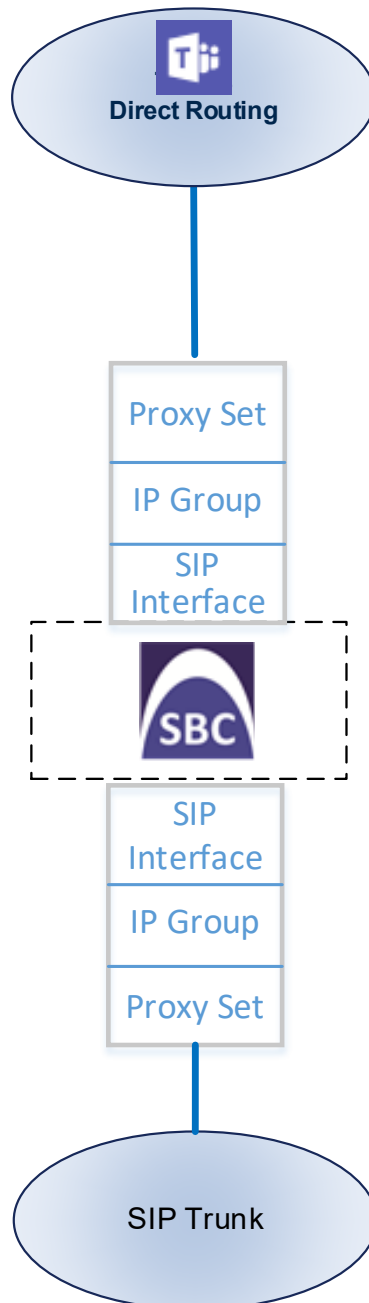 T
Direct Routing
Proxy Set
IP Group
SIP
Interface
SBC
SIP
Interface
IP Group
Proxy Set
SIP Trunk